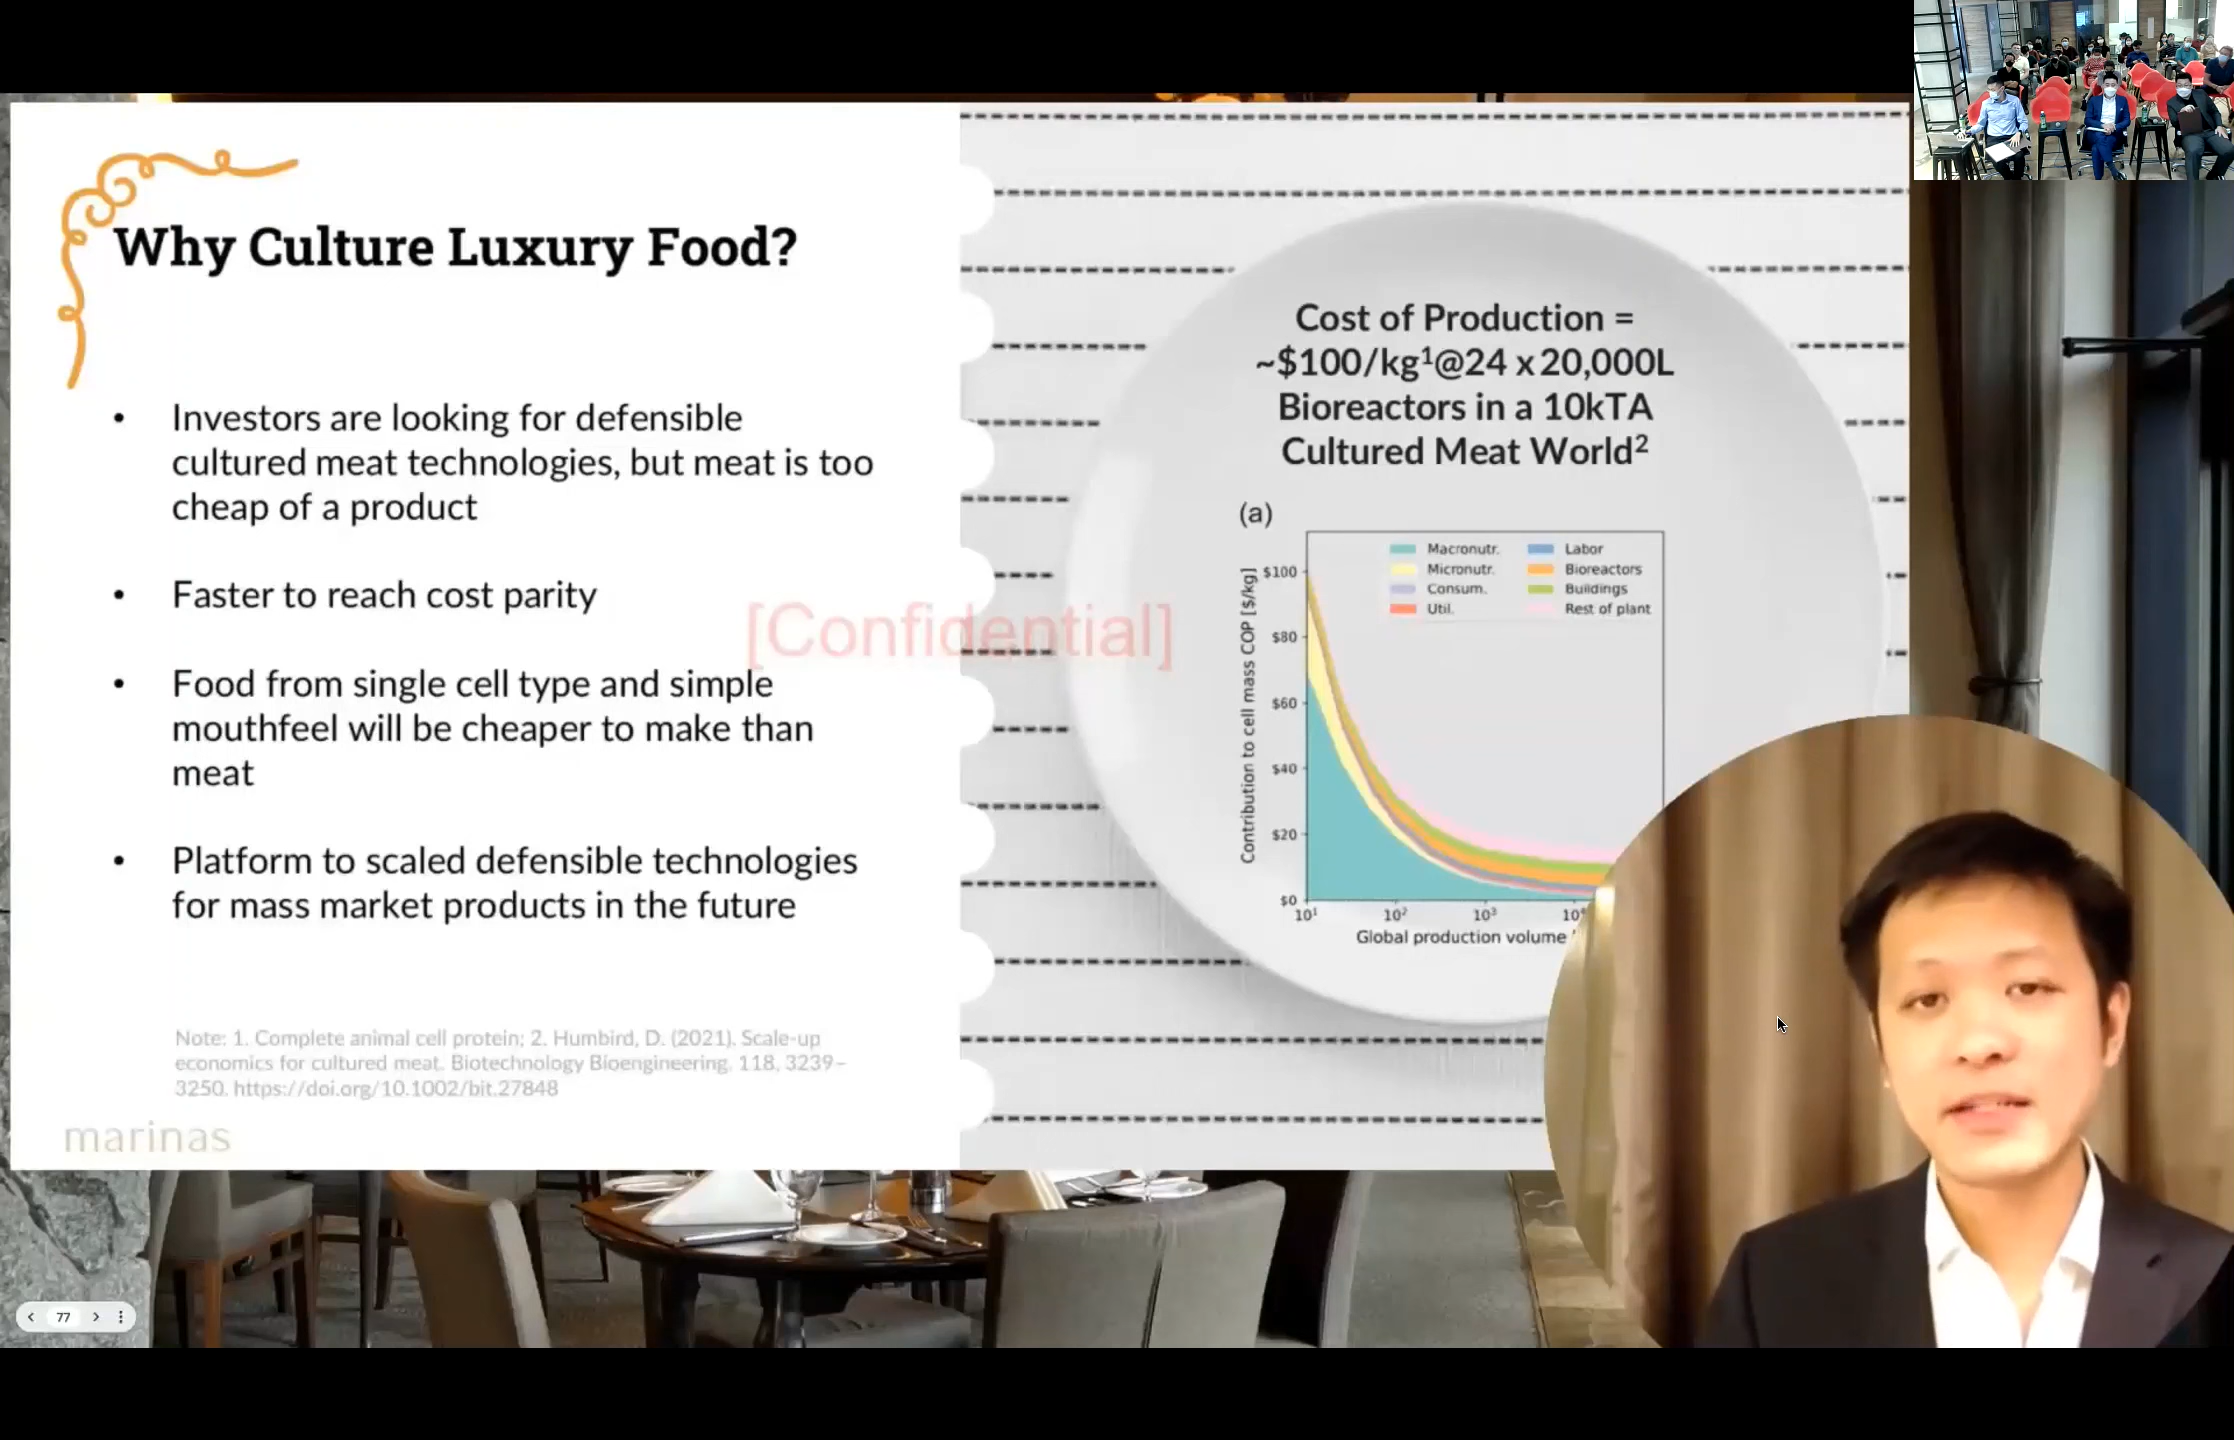 Why Culture Luxury Food?
• Investors are looking for defensible
cultured meat technologies, but meat is too
cheap of a product
• Faster to reach cost parity
• Food from single cell type and simple
mouthfeel will be cheaper to make than
meat
• Platform to scaled defensible technologies
for mass market products in the future
Note: 1. Complete animal cell protein; 2. Humbird, D. (2021). Scale-up
economics for cultured meat. Biotechnology Bioengineering, 118, 3239–
3250. https://doi.org/10.1002/bit.27848
marinas
[Confidential]
Cost of Production =
~$100/kg¹@24 x 20,000L
Bioreactors in a 10kTA
Cultured Meat World²
(a)
Macronutr.
Micronutr.
Consum.
Util.
Labor
Bioreactors
Buildings
Rest of plant
Contribution to cell mass COP [$/kg]
$100
$80
$60
$40
$20
$0
10¹ 10² 10³
Global production volume
77